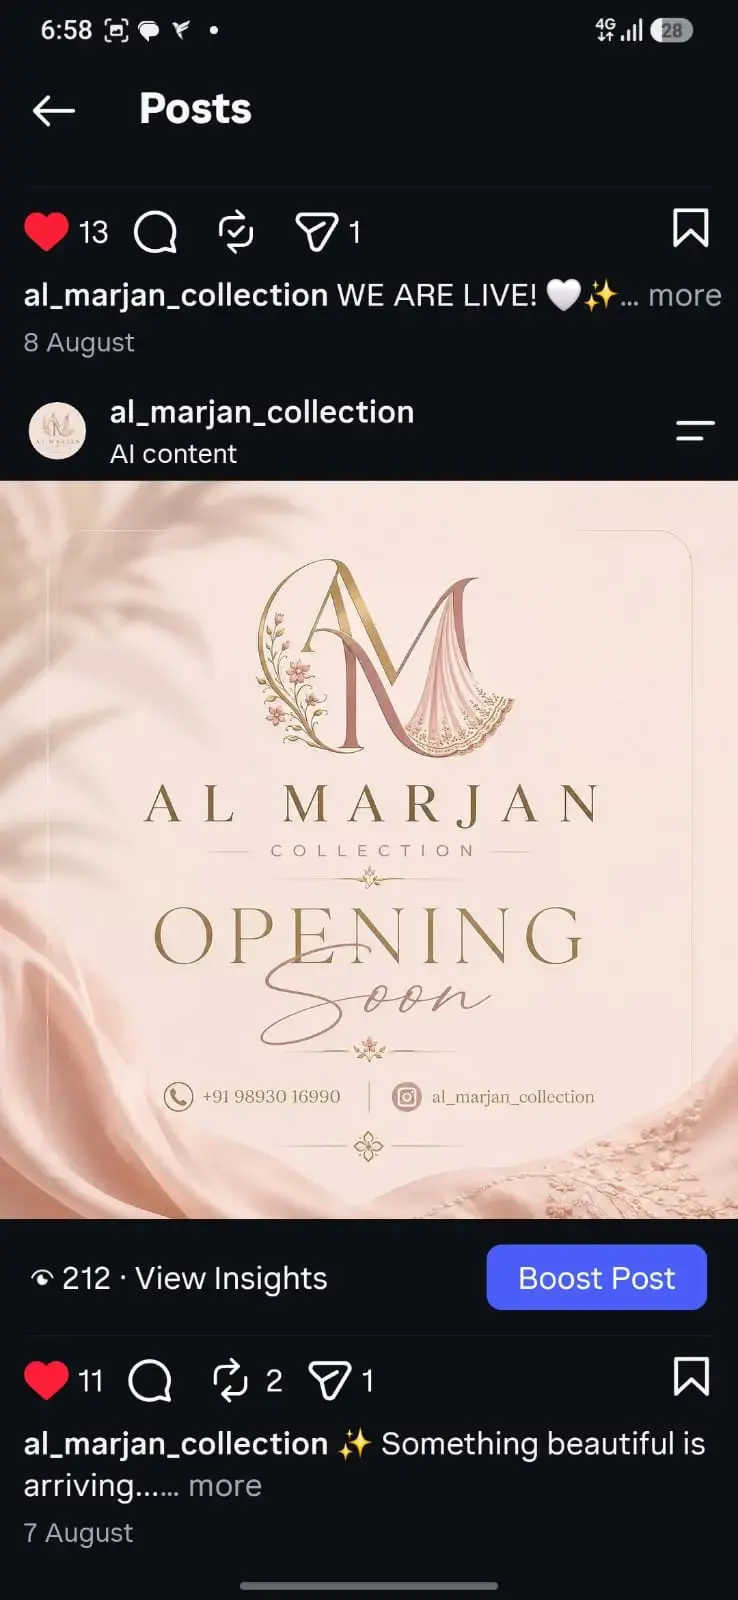 6:58
4G
28
Posts
13
1
al_marjan_collection WE ARE LIVE! 🤍✨... more
8 August
al_marjan_collection
AI content
AM
AL MARJAN
COLLECTION
OPENING
Soon
+91 98930 16990
al_marjan_collection
212 · View Insights
Boost Post
11
2
1
al_marjan_collection ✨ Something beautiful is
arriving...... more
7 August